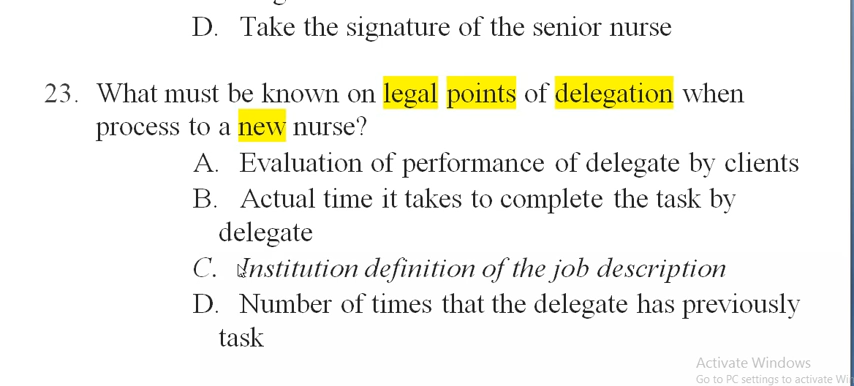 D. Take the signature of the senior nurse
23. What must be known on legal points of delegation when
process to a new nurse?
A. Evaluation of performance of delegate by clients
B. Actual time it takes to complete the task by
delegate
C. Institution definition of the job description
D. Number of times that the delegate has previously
task
Activate Windows
Go to PC settings to activate Wi